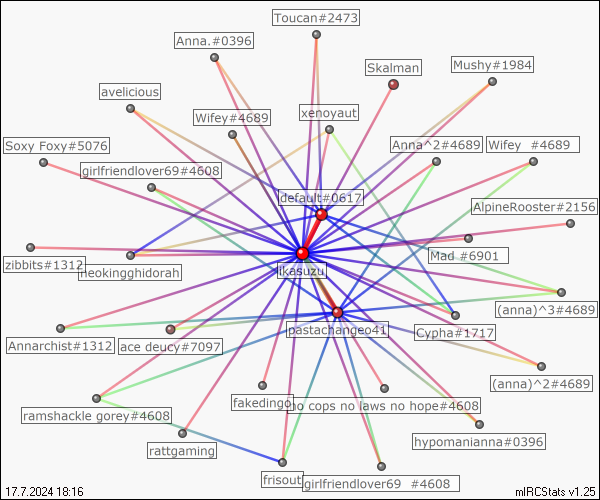 Toucan#2473
Anna.#0396
Skalman
Mushy#1984
avelicious
Wifey#4689
xenoyaut
Soxy Foxy#5076
Anna^2#4689
Wifey #4689
girlfriendlover69#4608
default#0617
AlpineRooster#2156
zibbits#1312
neokingghidorah
ikasuzu
Mad #6901
(anna)^3#4689
Annarchist#1312
ace deucy#7097
pastachangeo41
Cypha#1717
(anna)^2#4689
ramshackle gorey#4608
fakedingo
no cops no laws no hope#4608
rattgaming
hypomanianna#0396
frisout
girlfriendlover69 #4608
17.7.2024 18:16
mIRCStats v1.25